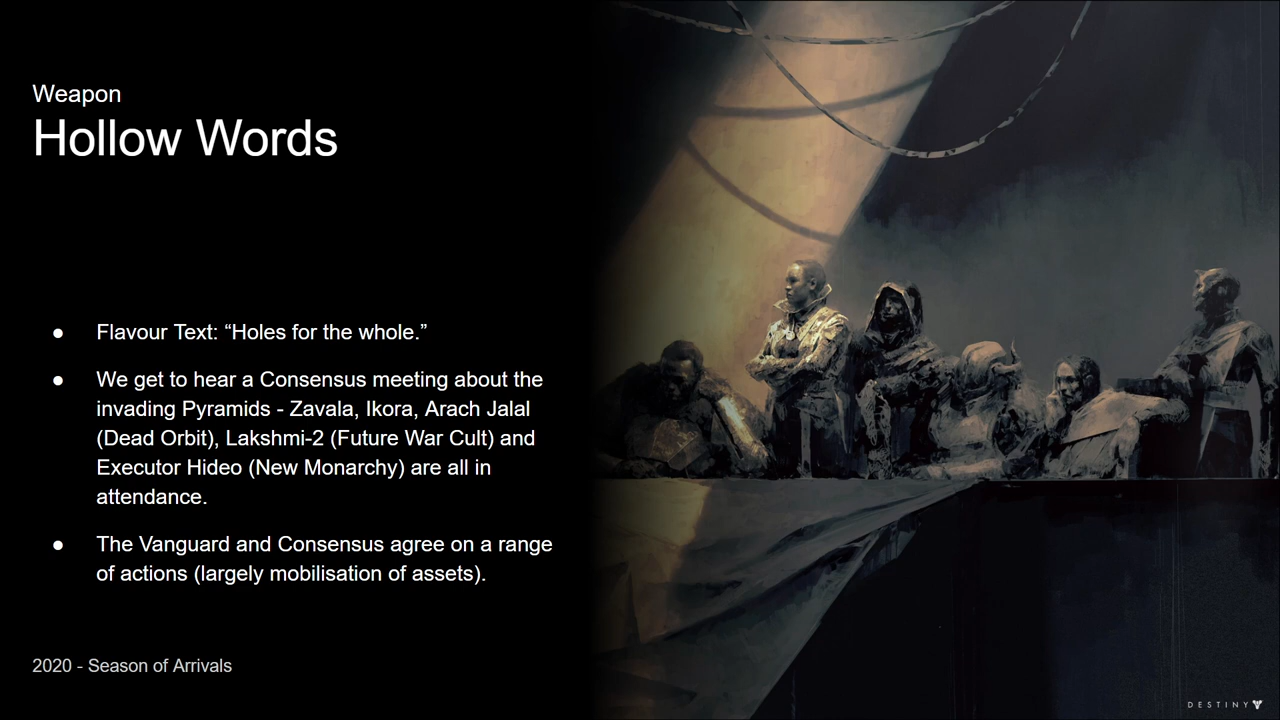 Weapon
Hollow Words
● Flavour Text: “Holes for the whole.”
● We get to hear a Consensus meeting about the
invading Pyramids - Zavala, Ikora, Arach Jalal
(Dead Orbit), Lakshmi-2 (Future War Cult) and
Executor Hideo (New Monarchy) are all in
attendance.
● The Vanguard and Consensus agree on a range
of actions (largely mobilisation of assets).
2020 - Season of Arrivals
DESTINY